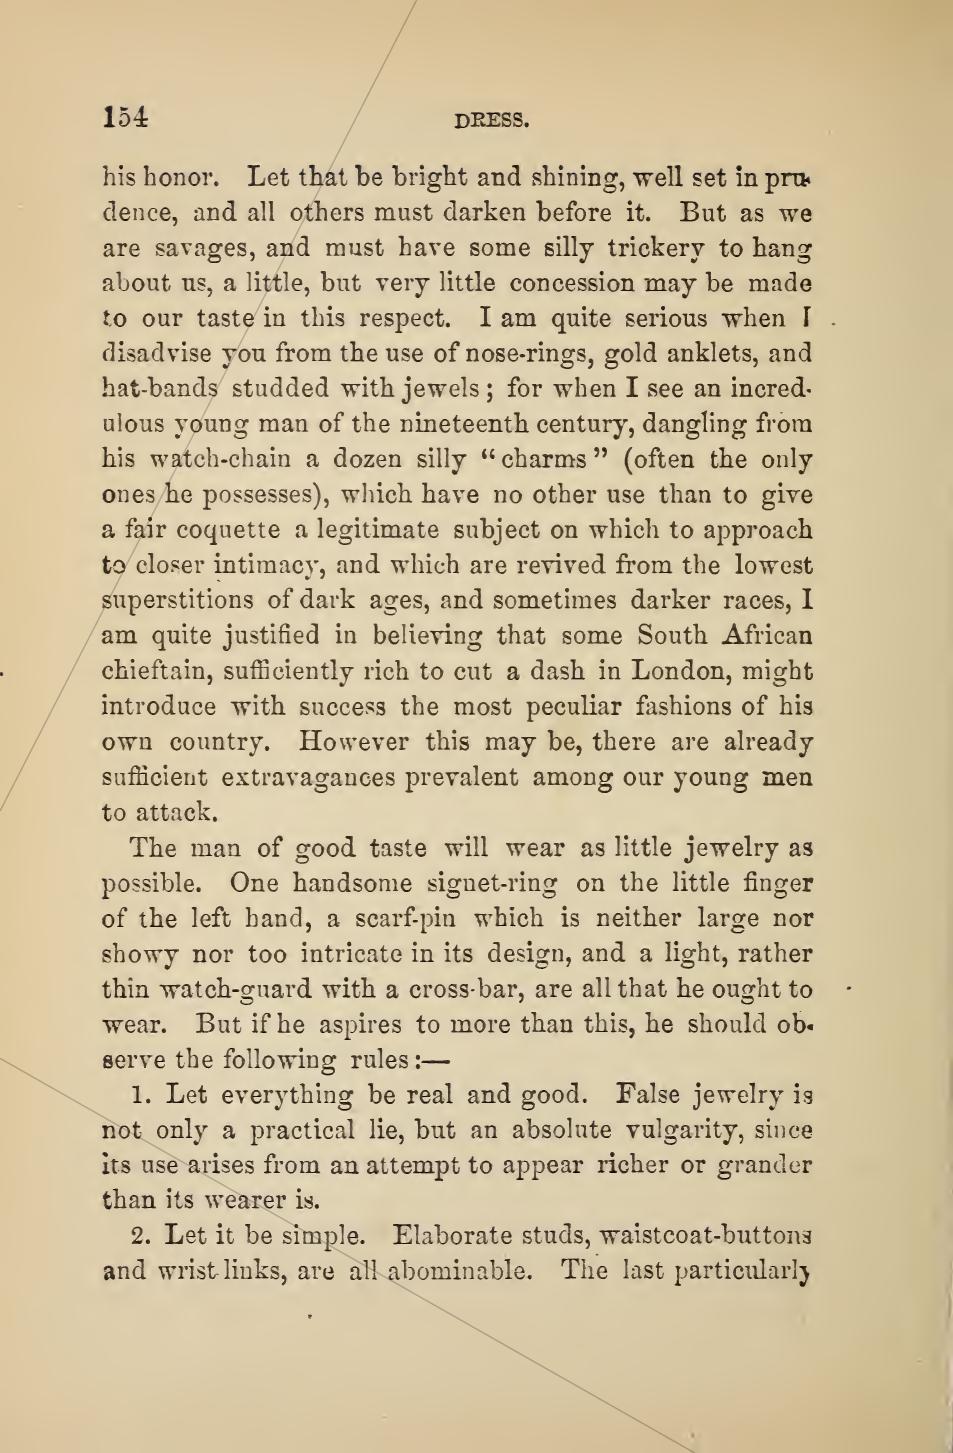 154 DRESS.
his honor. Let that be bright and shining, well set in pru-
dence, and all others must darken before it. But as we
are savages, and must have some silly trickery to hang
about us, a little, but very little concession may be made
to our taste in this respect. I am quite serious when I
disadvise you from the use of nose-rings, gold anklets, and
hat-bands studded with jewels; for when I see an incred-
ulous young man of the nineteenth century, dangling from
his watch-chain a dozen silly "charms" (often the only
ones he possesses), which have no other use than to give
a fair coquette a legitimate subject on which to approach
to closer intimacy, and which are revived from the lowest
superstitions of dark ages, and sometimes darker races, I
am quite justified in believing that some South African
chieftain, sufficiently rich to cut a dash in London, might
introduce with success the most peculiar fashions of his
own country. However this may be, there are already
sufficient extravagances prevalent among our young men
to attack.
The man of good taste will wear as little jewelry as
possible. One handsome signet-ring on the little finger
of the left hand, a scarf-pin which is neither large nor
showy nor too intricate in its design, and a light, rather
thin watch-guard with a cross-bar, are all that he ought to
wear. But if he aspires to more than this, he should ob-
serve the following rules:—
1. Let everything be real and good. False jewelry is
not only a practical lie, but an absolute vulgarity, since
its use arises from an attempt to appear richer or grander
than its wearer is.
2. Let it be simple. Elaborate studs, waistcoat-buttons
and wrist-links, are all abominable. The last particularly